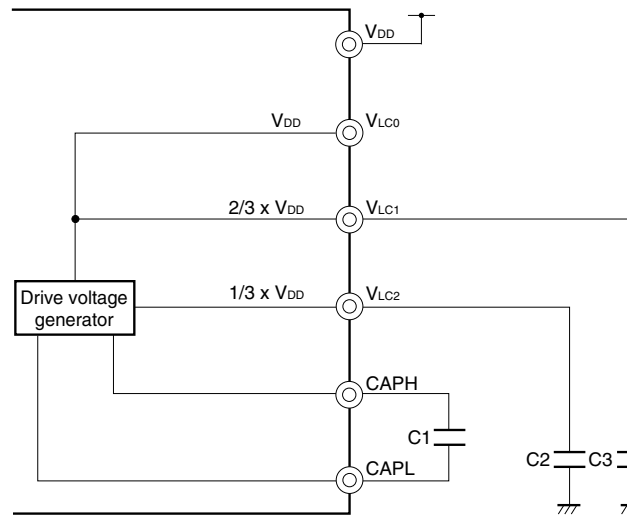 VDD
VDD VLC0
2/3 x VDD VLC1
Drive voltage
generator
1/3 x VDD VLC2
CAPH
C1
CAPL
C2 C3